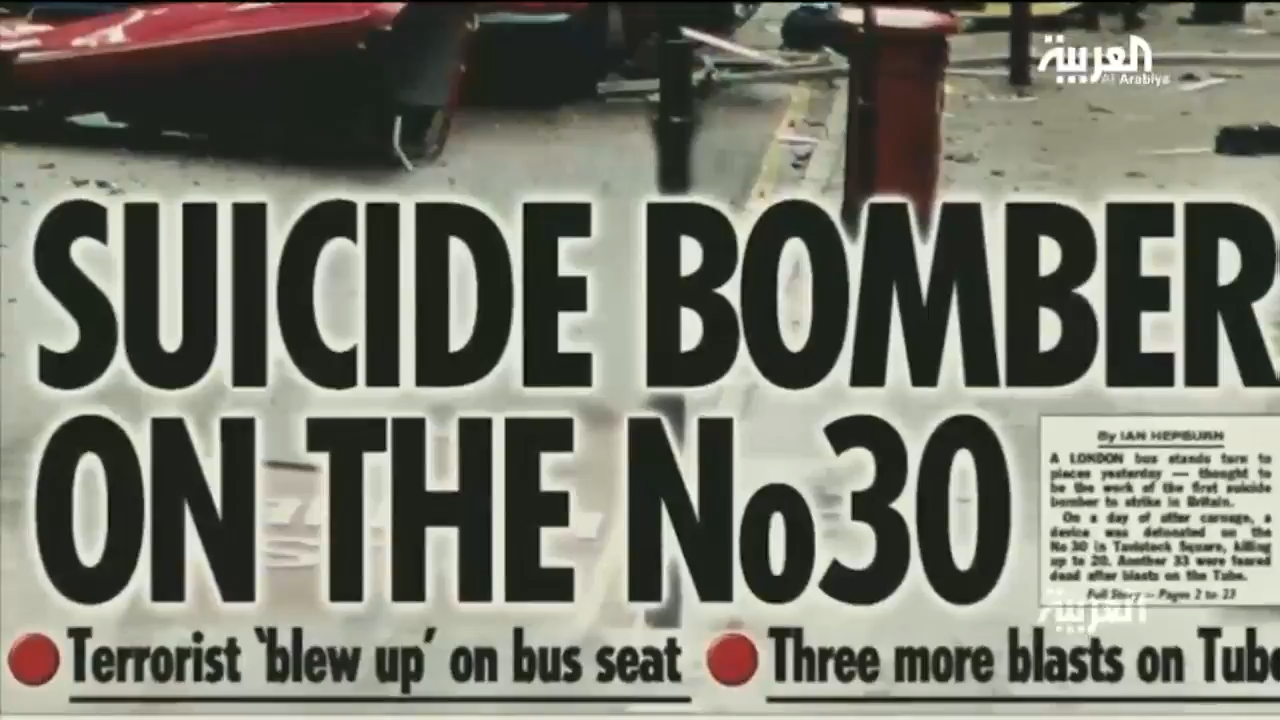 العربية
Al Arabiya
SUICIDE BOMBER
ON THE No30
By IAN HEPBURN
A LONDON bus stands torn to
pieces yesterday — thought to
be the work of the first suicide
bomber to strike in Britain.
On a day of utter carnage, a
device was detonated on the
No 30 in Tavistock Square, killing
up to 20. Another 33 were feared
dead after blasts on the Tube.
Full Story — Pages 2 to 23
العربية
Terrorist ‘blew up’ on bus seat
Three more blasts on Tube